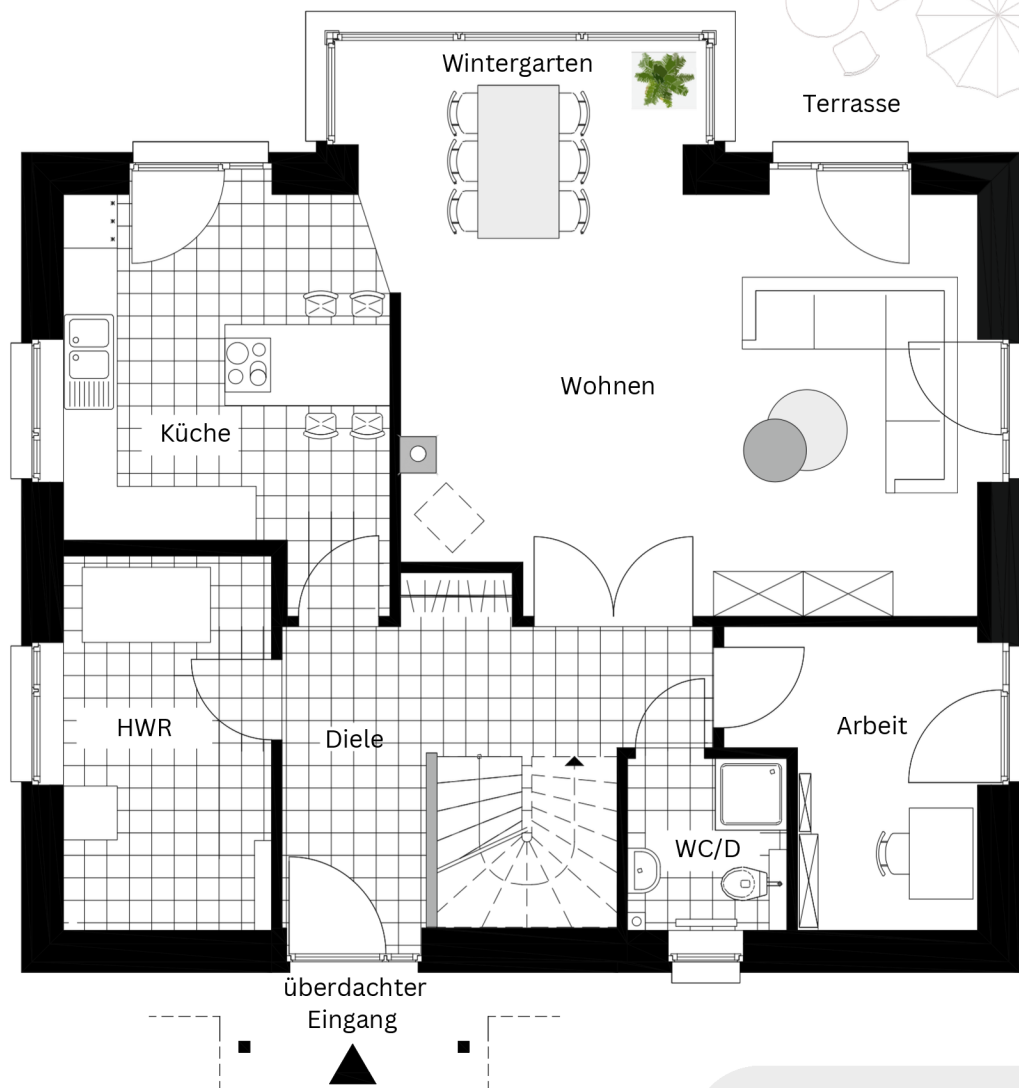 Wintergarten
Terrasse
Wohnen
Küche
HWR
Diele
Arbeit
WC/D
überdachter
Eingang